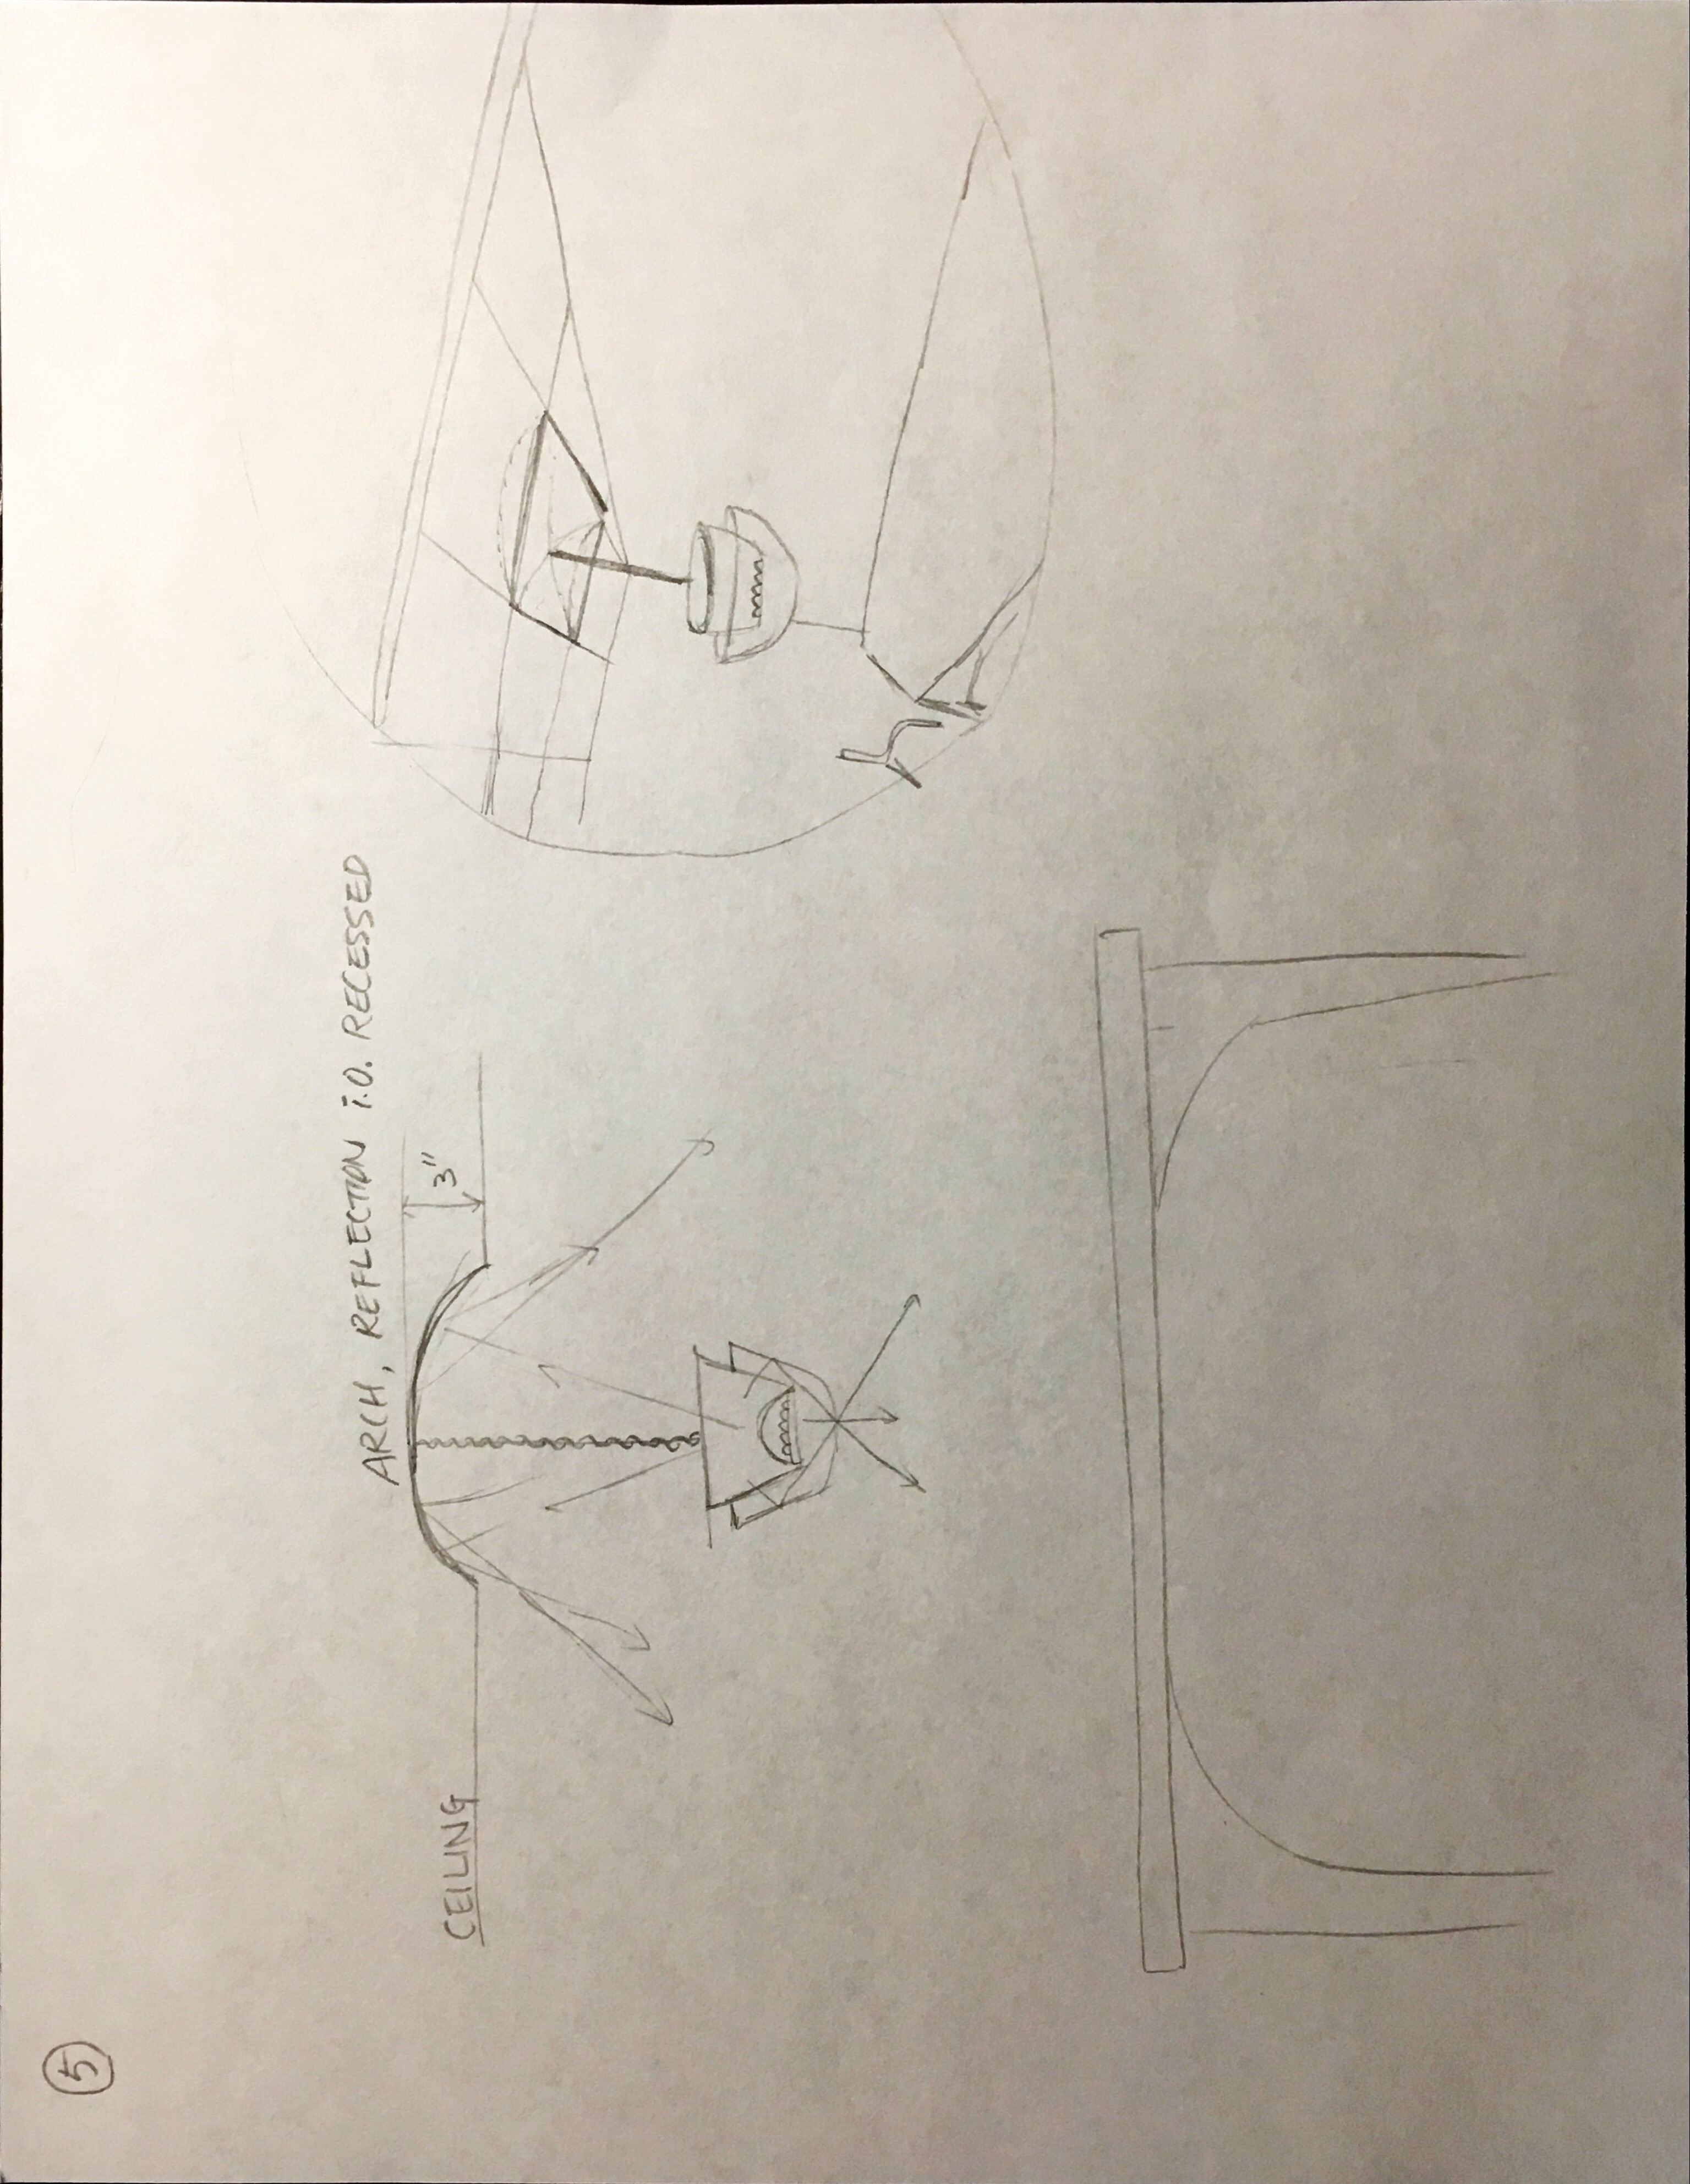 5
ARCH, REFLECTION i.o. RECESSED
3"
CEILING